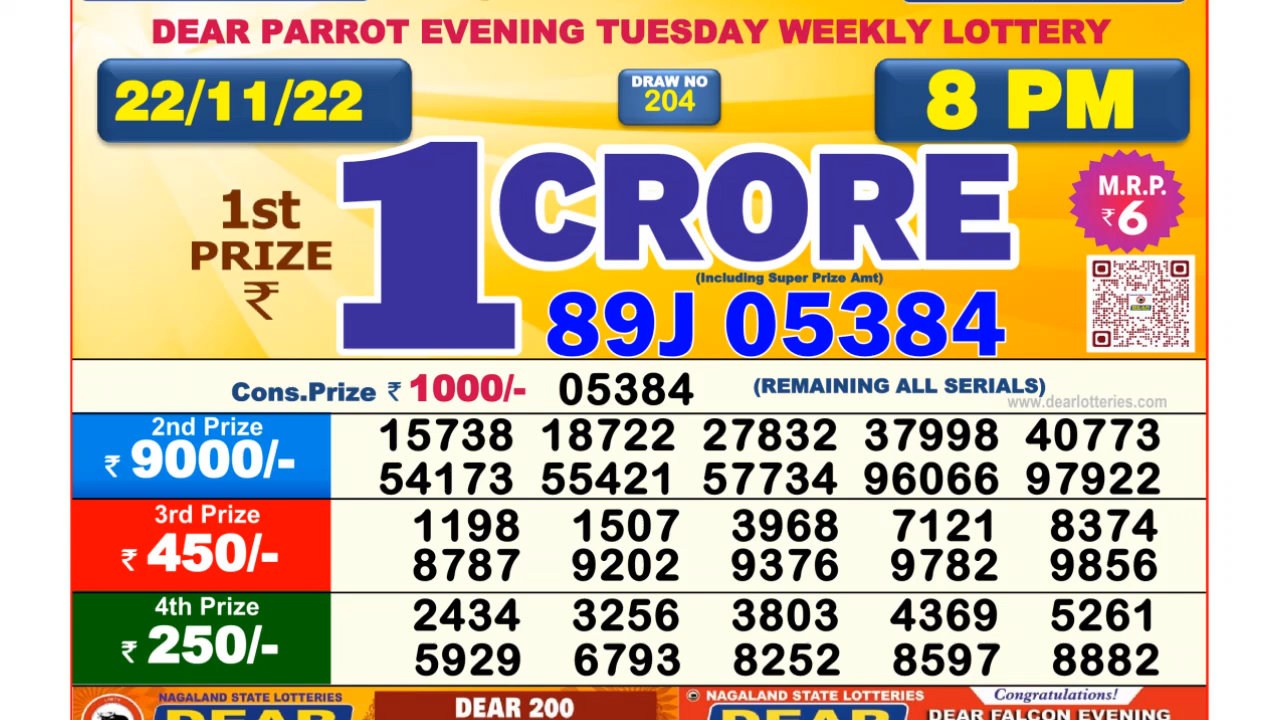 DEAR PARROT EVENING TUESDAY WEEKLY LOTTERY
22/11/22
DRAW NO
204
8 PM
1st
PRIZE
₹
1 CRORE
(Including Super Prize Amt)
89J 05384
M.R.P.
₹ 6
Cons.Prize ₹ 1000/- 05384 (REMAINING ALL SERIALS)
www.dearlotteries.com
2nd Prize
₹ 9000/-
15738 18722 27832 37998 40773
54173 55421 57734 96066 97922
3rd Prize
₹ 450/-
1198 1507 3968 7121 8374
8787 9202 9376 9782 9856
4th Prize
₹ 250/-
2434 3256 3803 4369 5261
5929 6793 8252 8597 8882
NAGALAND STATE LOTTERIES
DEAR
DEAR 200
NAGALAND STATE LOTTERIES
DEAR
Congratulations!
DEAR FALCON EVENING